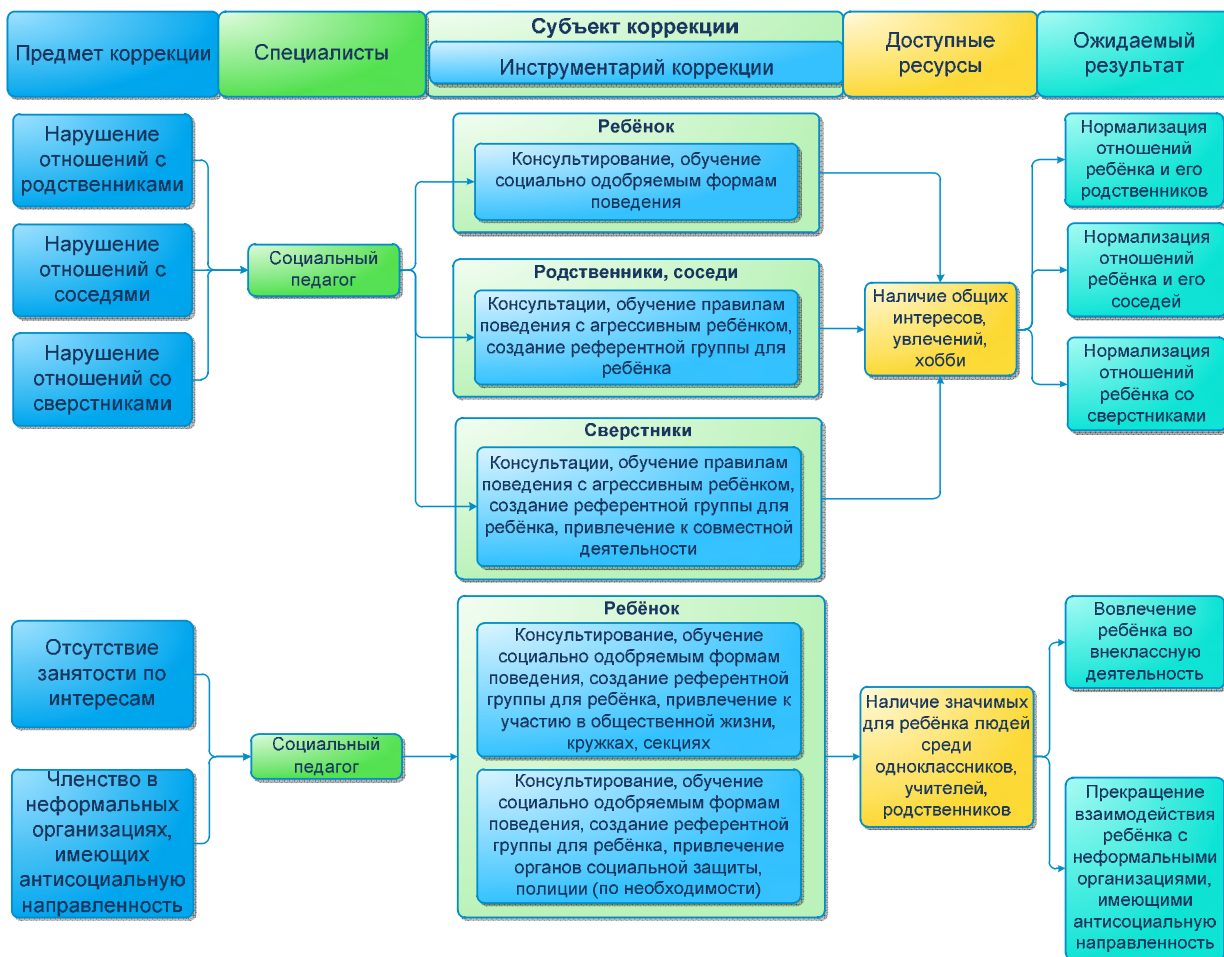 Предмет коррекции
Специалисты
Субъект коррекции
Инструментарий коррекции
Доступные
ресурсы
Ожидаемый
результат
Нарушение
отношений с
родственниками
Нарушение
отношений с
соседями
Нарушение
отношений со
сверстниками
Социальный
педагог
Ребёнок
Консультирование, обучение
социально одобряемым формам
поведения
Родственники, соседи
Консультации, обучение правилам
поведения с агрессивным ребёнком,
создание референтной группы для
ребёнка
Сверстники
Консультации, обучение правилам
поведения с агрессивным ребёнком,
создание референтной группы для
ребёнка, привлечение к совместной
деятельности
Наличие общих
интересов,
увлечений,
хобби
Нормализация
отношений
ребёнка и его
родственников
Нормализация
отношений
ребёнка и его
соседей
Нормализация
отношений
ребёнка со
сверстниками
Отсутствие
занятости по
интересам
Членство в
неформальных
организациях,
имеющих
антисоциальную
направленность
Социальный
педагог
Ребёнок
Консультирование, обучение
социально одобряемым формам
поведения, создание референтной
группы для ребёнка, привлечение к
участию в общественной жизни,
кружках, секциях
Консультирование, обучение
социально одобряемым формам
поведения, создание референтной
группы для ребёнка, привлечение
органов социальной защиты,
полиции (по необходимости)
Наличие значимых
для ребёнка людей
среди
одноклассников,
учителей,
родственников
Вовлечение
ребёнка во
внеклассную
деятельность
Прекращение
взаимодействия
ребёнка с
неформальными
организациями,
имеющими
антисоциальную
направленность